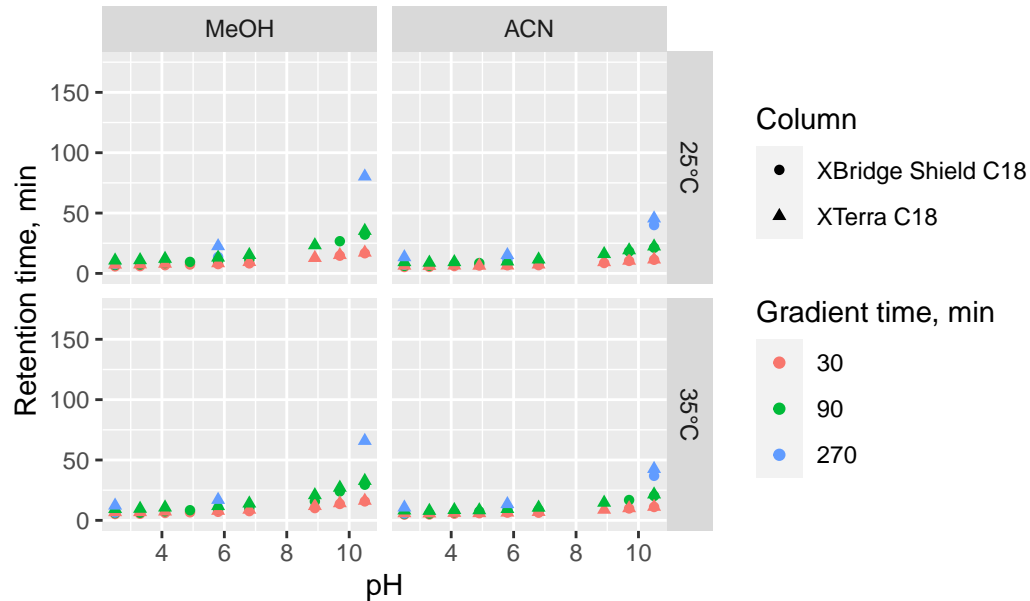 MeOH
ACN
150
100
50
0
25°C
150
100
50
0
35°C
Retention time, min
4 6 8 10
4 6 8 10
pH
Column
XBridge Shield C18
XTerra C18
Gradient time, min
30
90
270